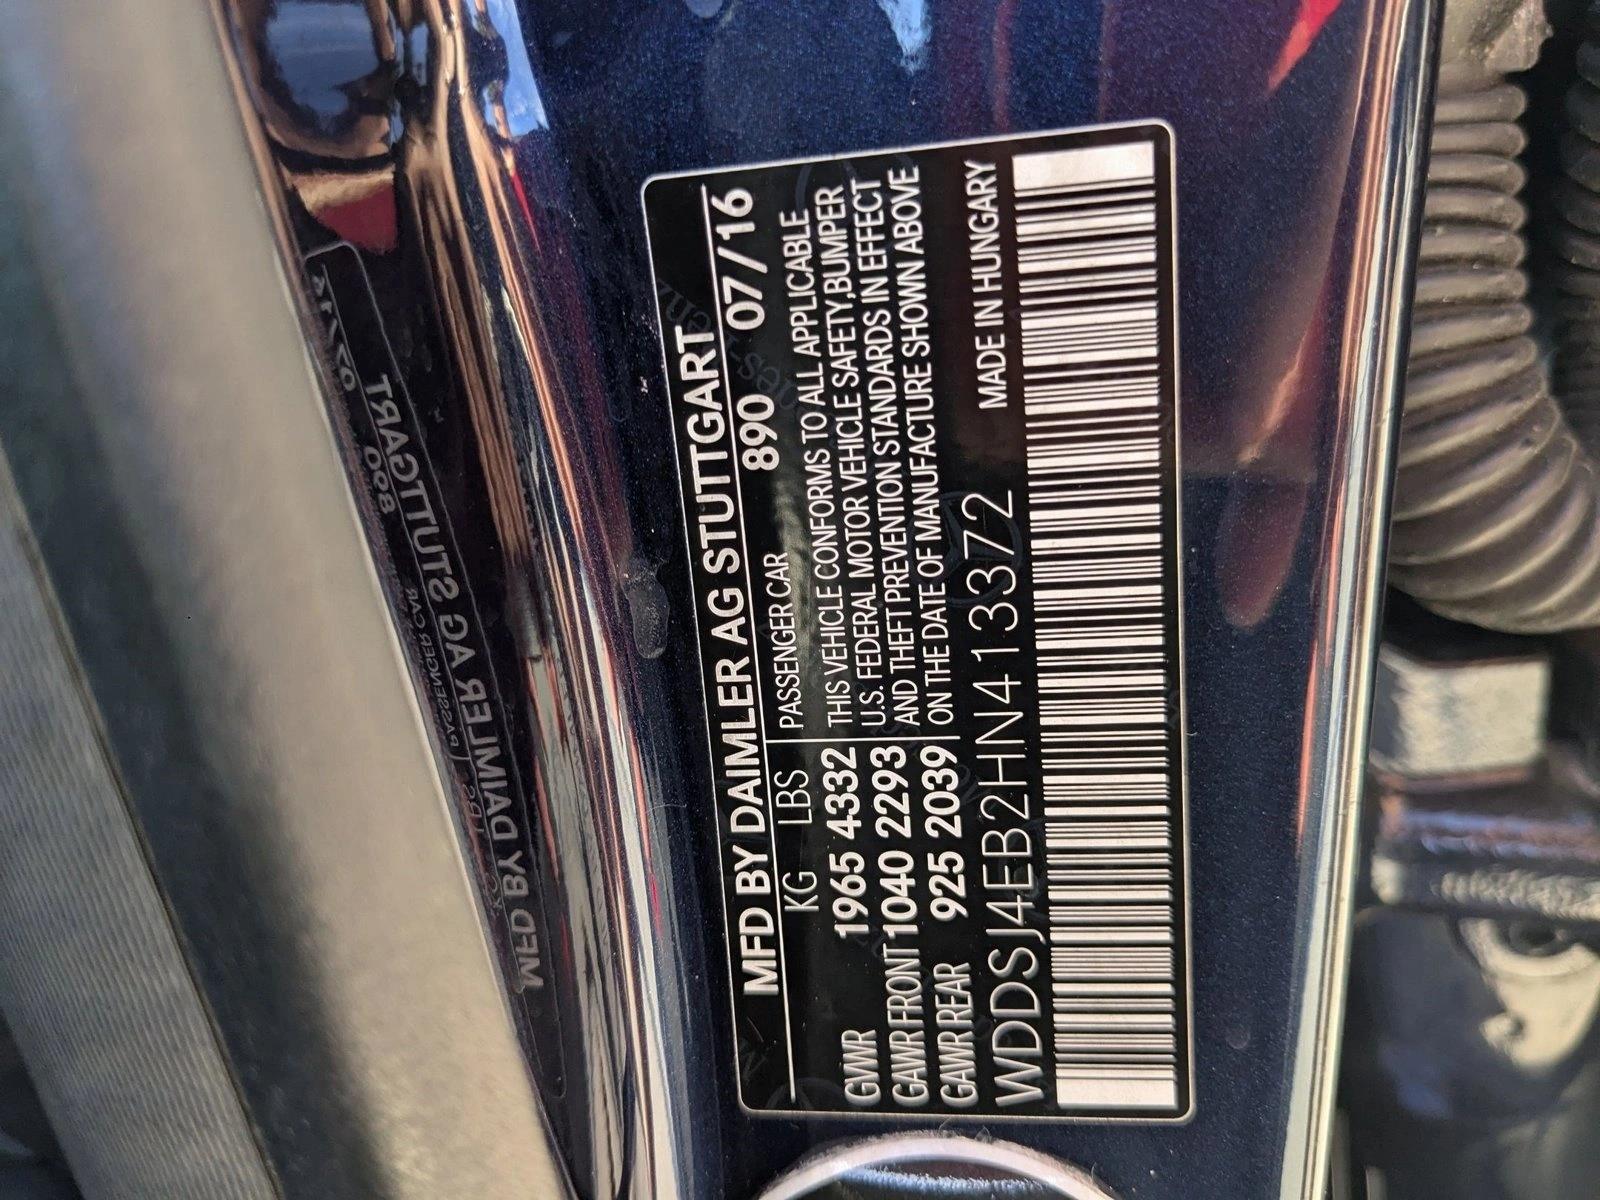 MFD BY DAIMLER AG STUTTGART
890 07/16
KG LBS PASSENGER CAR
GVWR 1965 4332 THIS VEHICLE CONFORMS TO ALL APPLICABLE
GAWR FRONT 1040 2293 U.S. FEDERAL MOTOR VEHICLE SAFETY,BUMPER
GAWR REAR 925 2039 AND THEFT PREVENTION STANDARDS IN EFFECT
ON THE DATE OF MANUFACTURE SHOWN ABOVE
WDDSJ4EB2HN413372 MADE IN HUNGARY